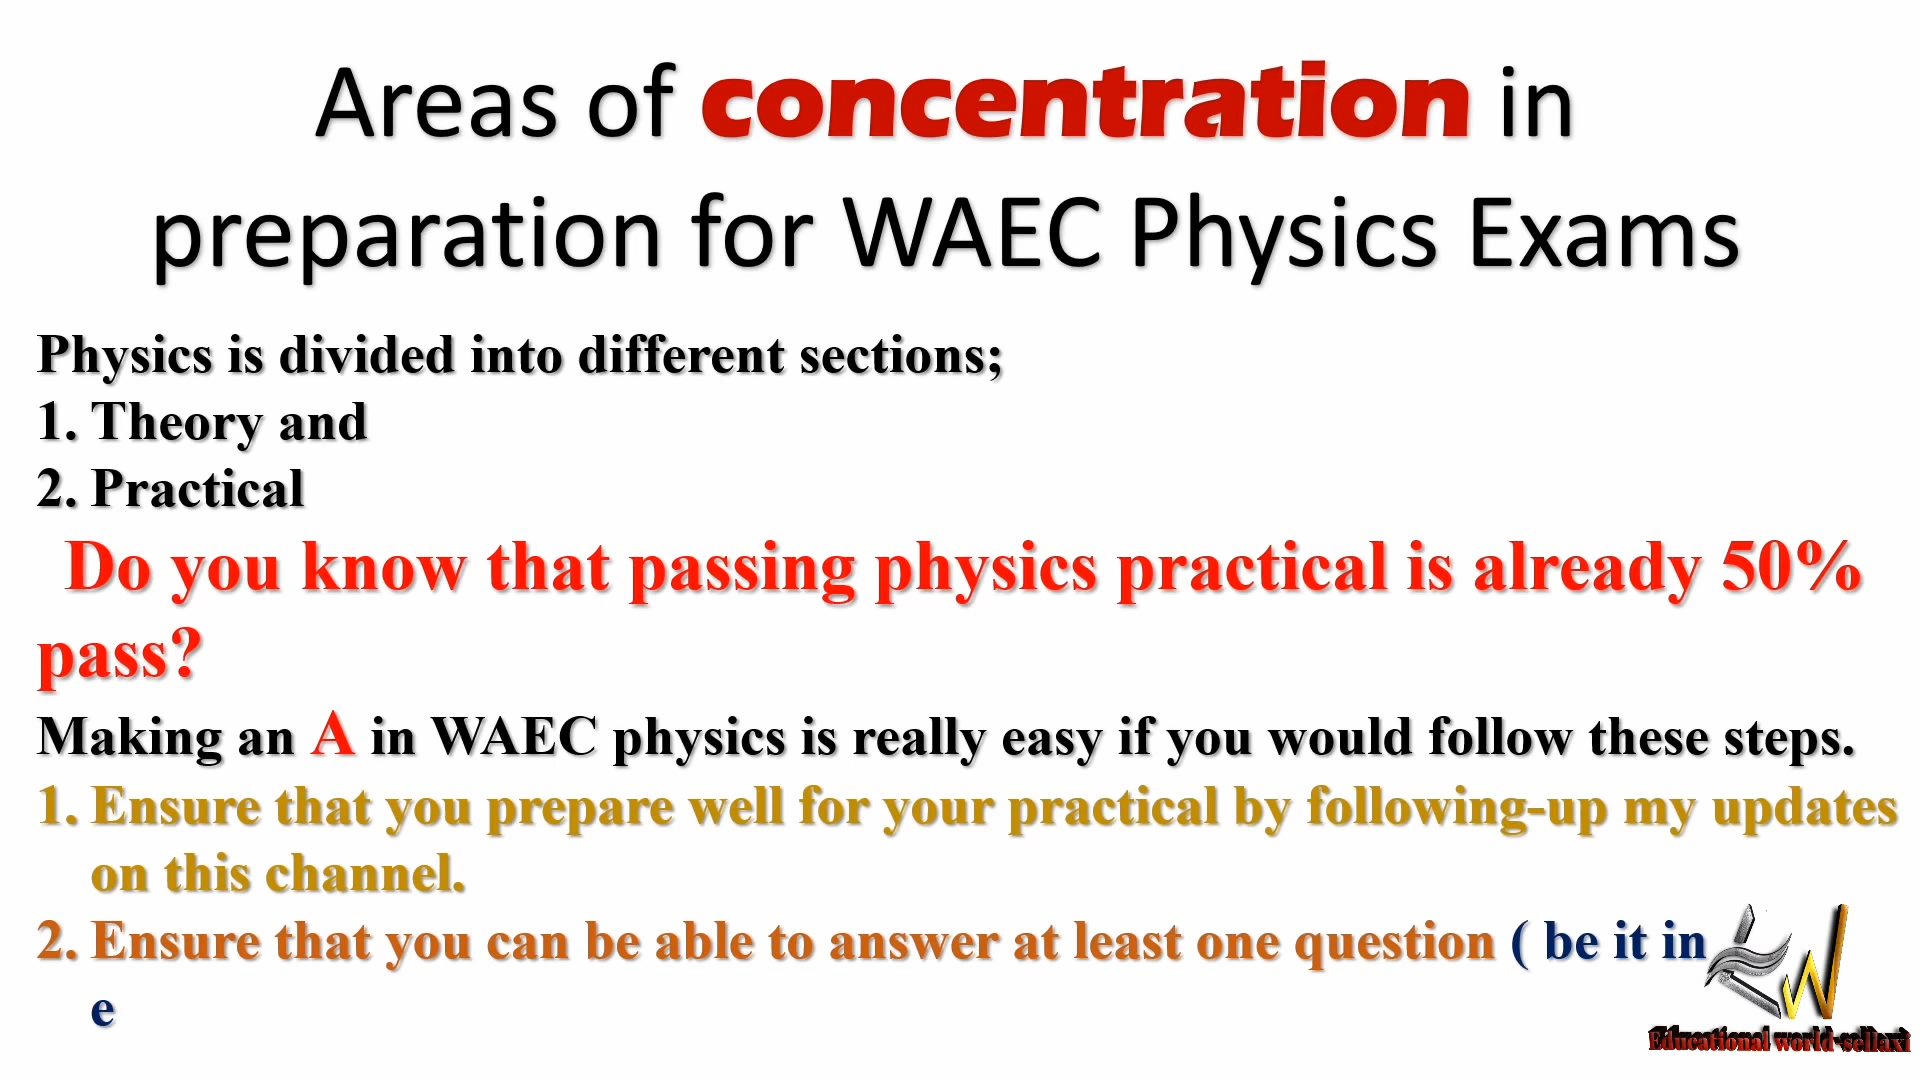 Areas of concentration in
preparation for WAEC Physics Exams
Physics is divided into different sections;
1. Theory and
2. Practical
Do you know that passing physics practical is already 50%
pass?
Making an A in WAEC physics is really easy if you would follow these steps.
1. Ensure that you prepare well for your practical by following-up my updates
on this channel.
2. Ensure that you can be able to answer at least one question ( be it in
e
Educational world-sellaxi